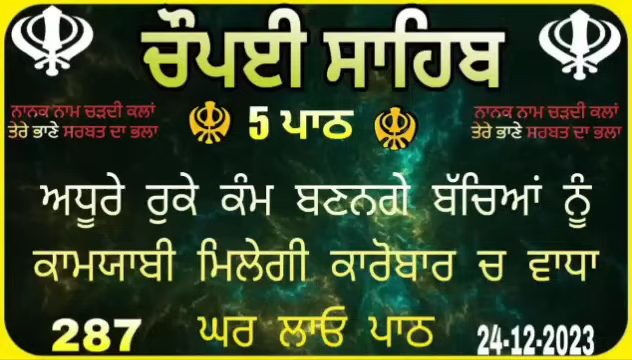 ਚੌਪਈ ਸਾਹਿਬ
ਨਾਨਕ ਨਾਮ ਚੜਦੀ ਕਲਾਂ
ਤੇਰੇ ਭਾਣੇ ਸਰਬਤ ਦਾ ਭਲਾ
5 ਪਾਠ
ਨਾਨਕ ਨਾਮ ਚੜਦੀ ਕਲਾਂ
ਤੇਰੇ ਭਾਣੇ ਸਰਬਤ ਦਾ ਭਲਾ
ਅਧੂਰੇ ਰੁਕੇ ਕੰਮ ਬਣਨਗੇ ਬੱਚਿਆਂ ਨੂੰ
ਕਾਮਯਾਬੀ ਮਿਲੇਗੀ ਕਾਰੋਬਾਰ ਚ ਵਾਧਾ
287 ਘਰ ਲਾਓ ਪਾਠ 24-12-2023